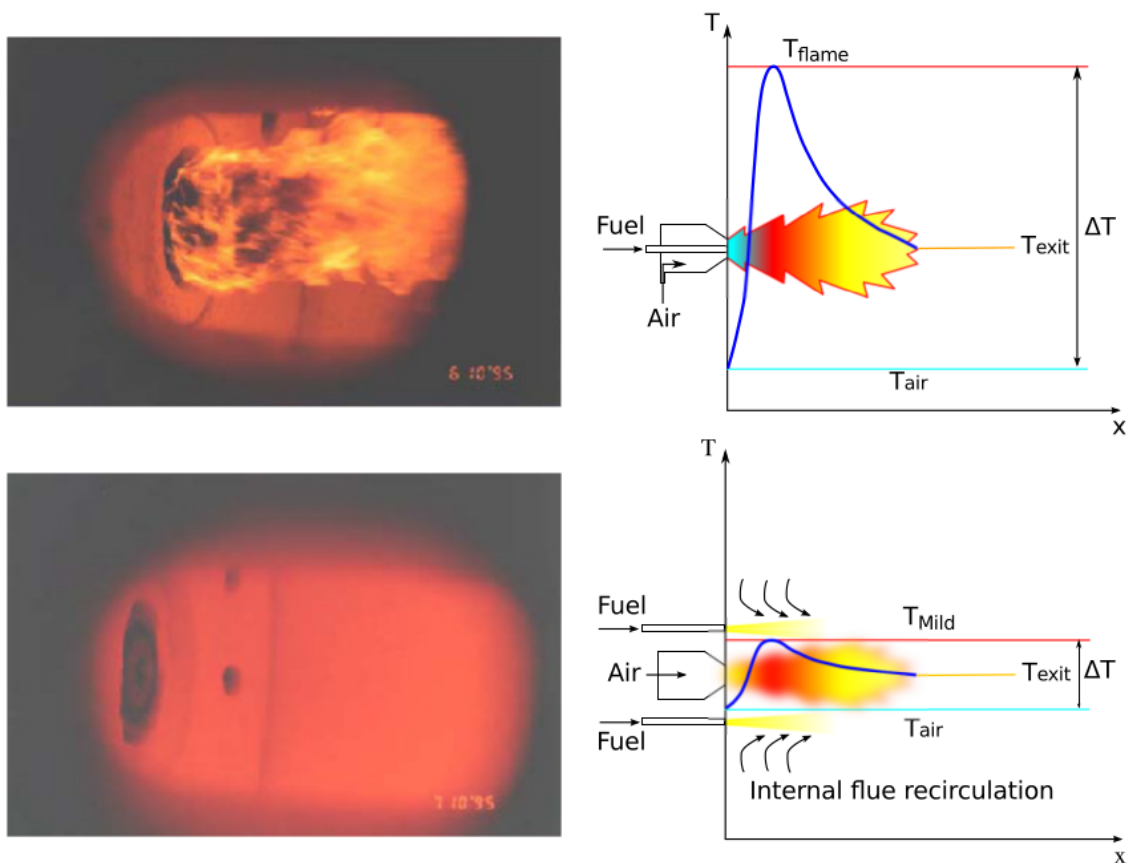 T
T_flame
Fuel
Air
T_exit
ΔT
T_air
x
6 10'95
T
Fuel
T_Mild
Air
T_exit
ΔT
T_air
Fuel
Internal flue recirculation
x
7 10'95